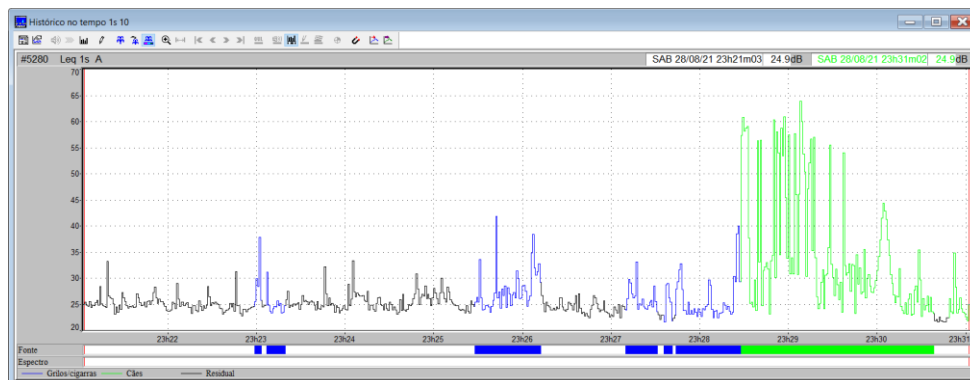 Histórico no tempo 1s 10
#5280 Leq 1s A SAB 28/08/21 23h21m03 24.9dB SAB 28/08/21 23h31m02 24.9dB
70
65
60
55
50
45
40
35
30
25
20
23h22 23h23 23h24 23h25 23h26 23h27 23h28 23h29 23h30 23h31
Fonte
Espectro
Grilos/cigarras Cães Residual